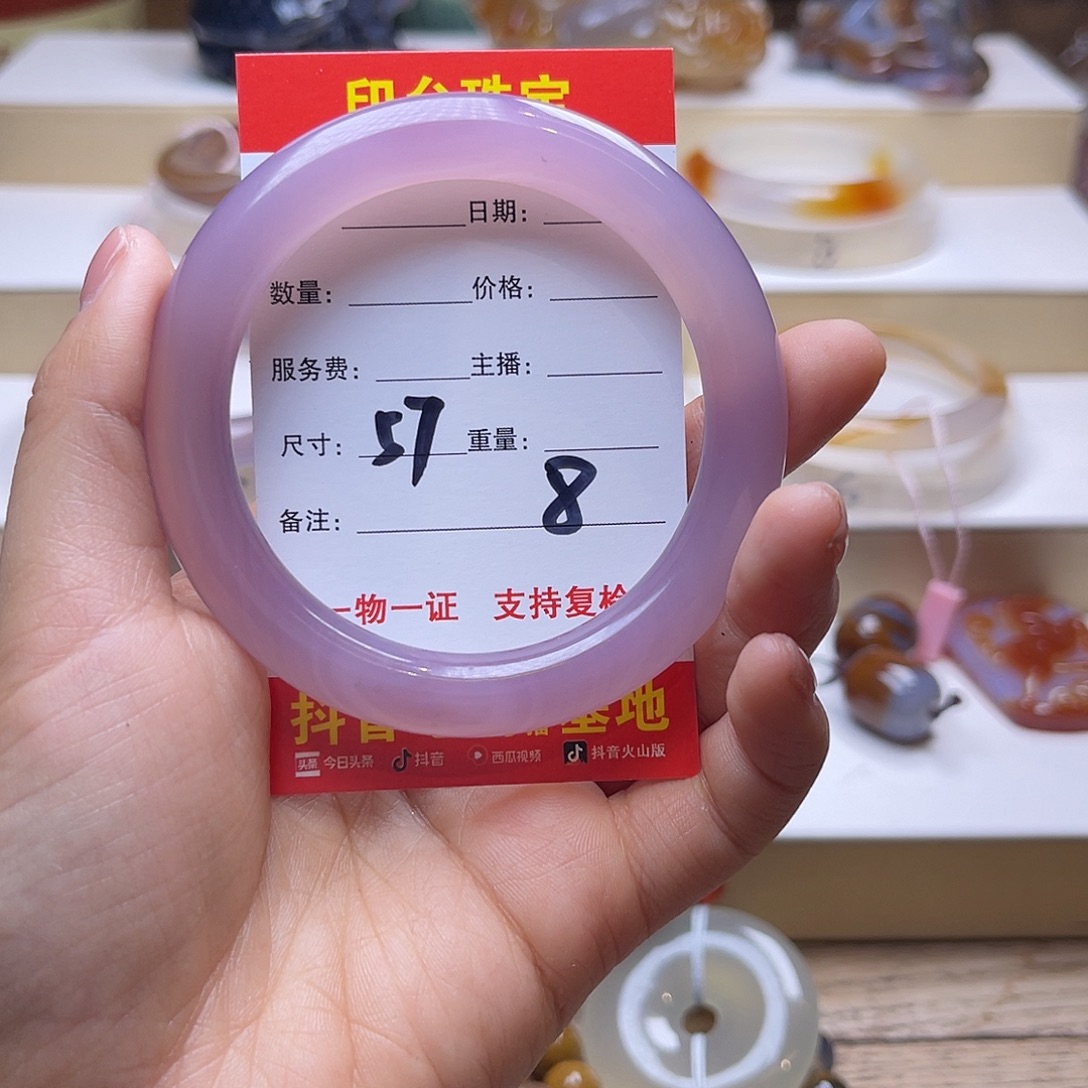 印台珠宝
日期：
数量： 价格：
服务费： 主播：
尺寸：57 重量：
备注： 8
一物一证 支持复检
抖音 基地
头条 今日头条 抖音 西瓜视频 抖音火山版